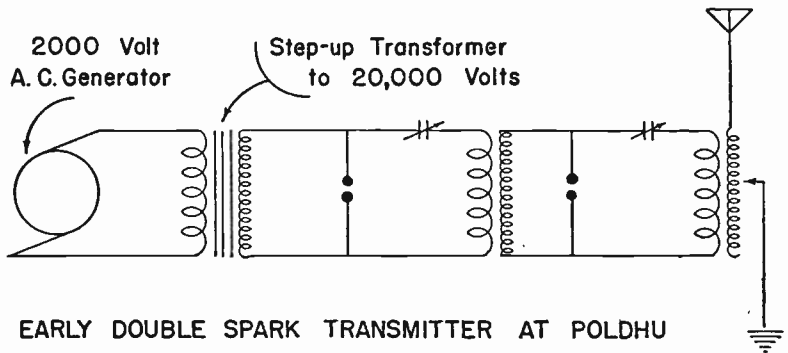 2000 Volt
A.C. Generator
Step-up Transformer
to 20,000 Volts
EARLY DOUBLE SPARK TRANSMITTER AT POLDHU